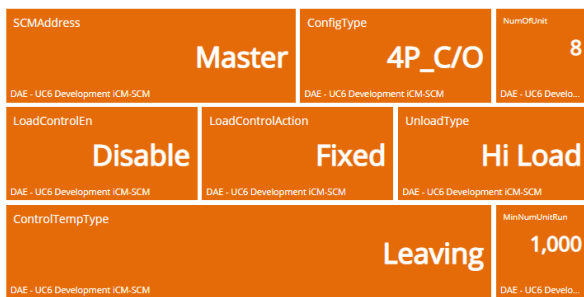 SCMAddress
Master
DAE - UC6 Development iCM-SCM
ConfigType
4P_C/O
DAE - UC6 Development iCM-SCM
NumOfUnit
8
DAE - UC6 Develo...
LoadControlEn
Disable
DAE - UC6 Development iCM-SCM
LoadControlAction
Fixed
DAE - UC6 Development iCM-SCM
UnloadType
Hi Load
DAE - UC6 Development iCM-SCM
ControlTempType
Leaving
DAE - UC6 Development iCM-SCM
MinNumUnitRun
1,000
DAE - UC6 Develo...